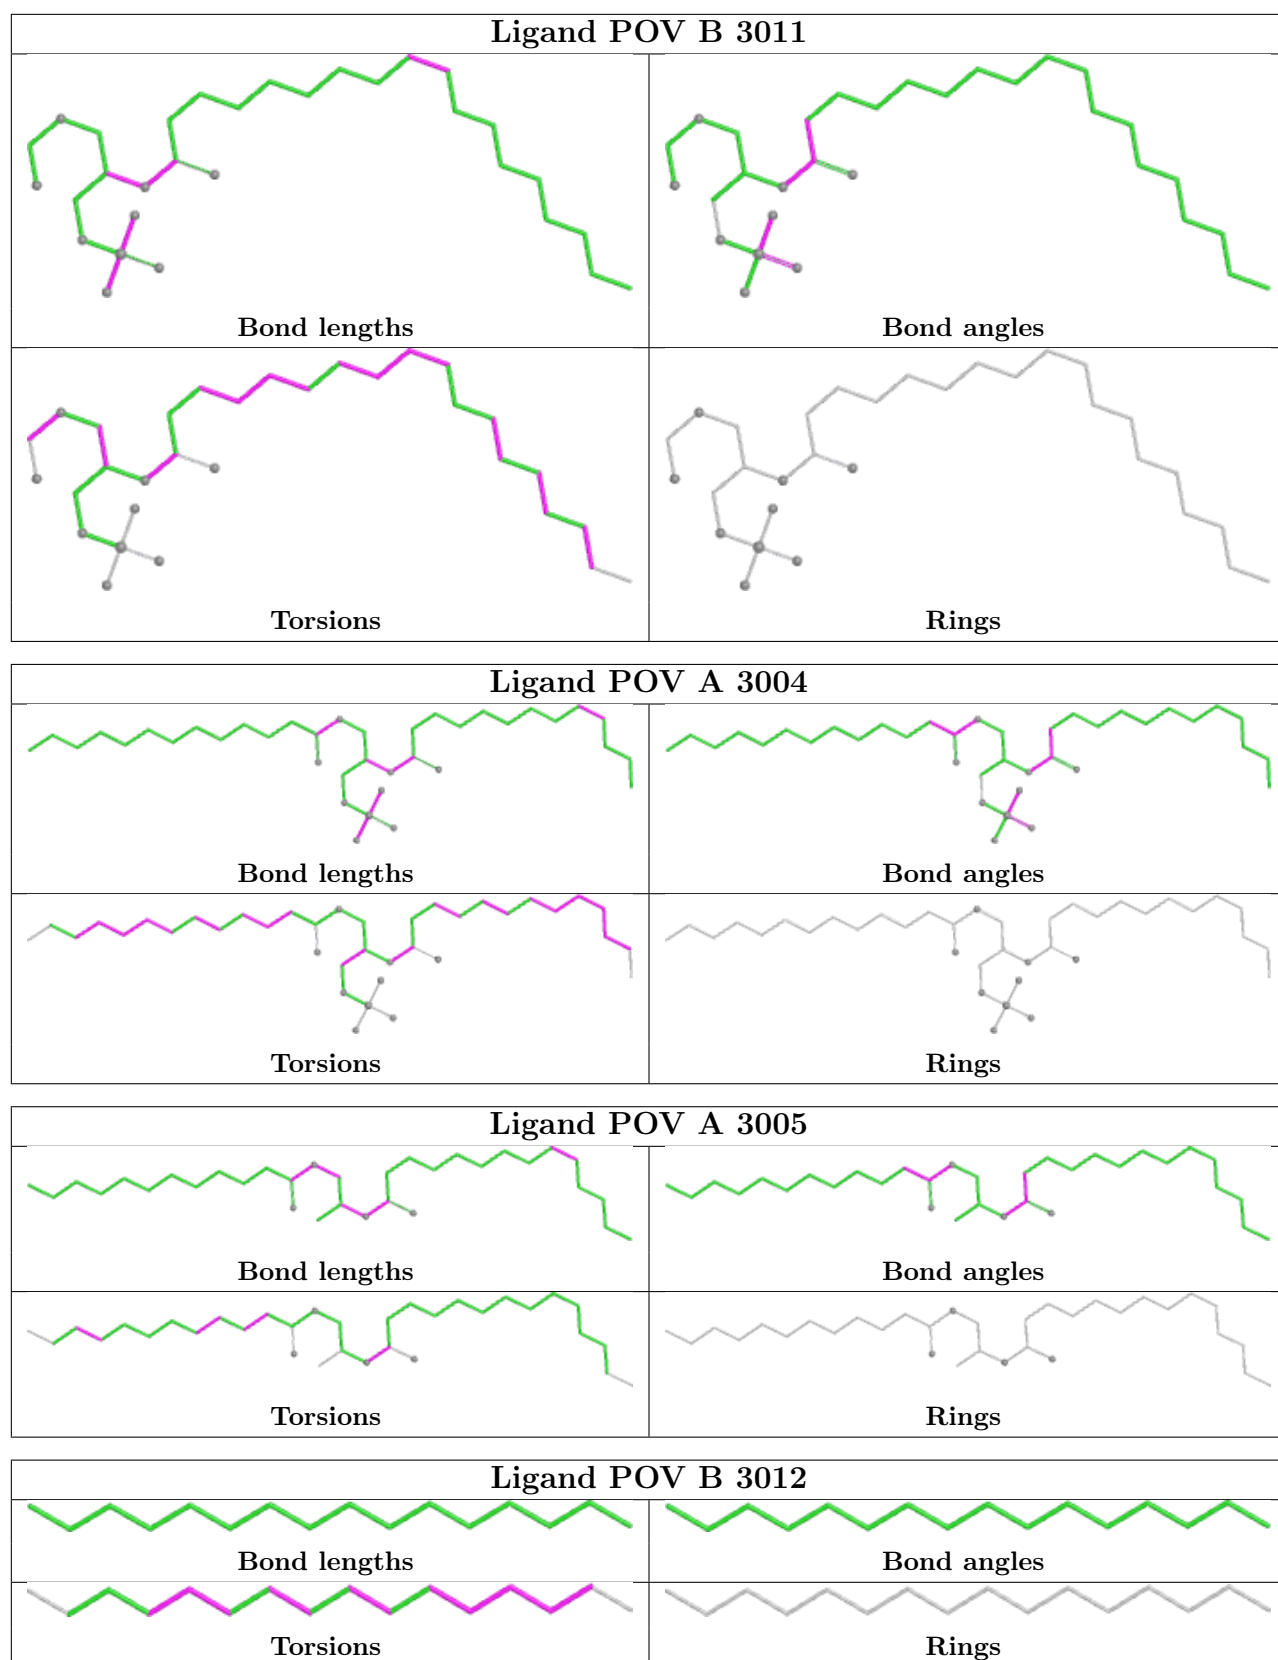 Ligand POV B 3011
Bond lengths Bond angles
Torsions Rings
Ligand POV A 3004
Bond lengths Bond angles
Torsions Rings
Ligand POV A 3005
Bond lengths Bond angles
Torsions Rings
Ligand POV B 3012
Bond lengths Bond angles
Torsions Rings